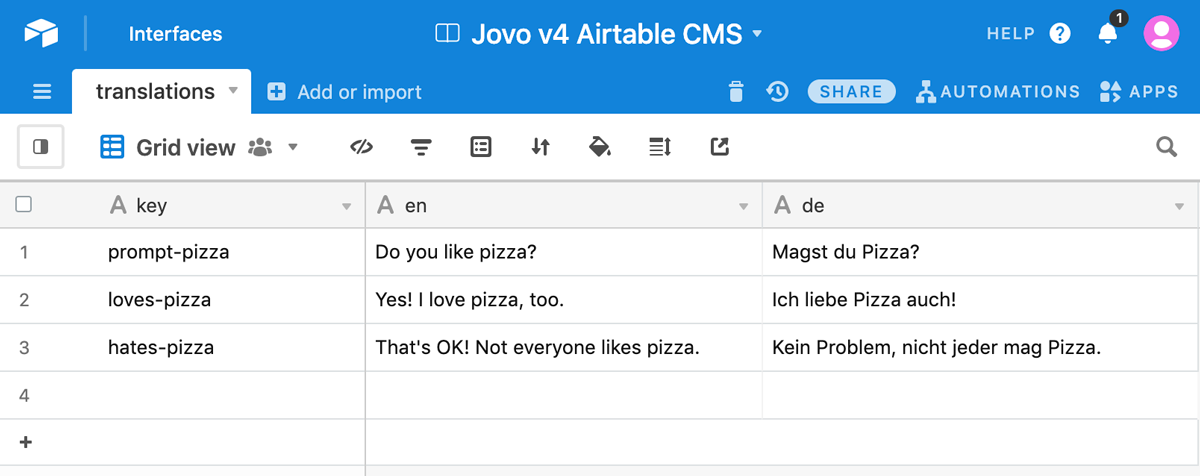 Interfaces Jovo v4 Airtable CMS HELP ? 1
translations Add or import SHARE AUTOMATIONS APPS
Grid view
A key A en A de
1 prompt-pizza Do you like pizza? Magst du Pizza?
2 loves-pizza Yes! I love pizza, too. Ich liebe Pizza auch!
3 hates-pizza That's OK! Not everyone likes pizza. Kein Problem, nicht jeder mag Pizza.
4
+